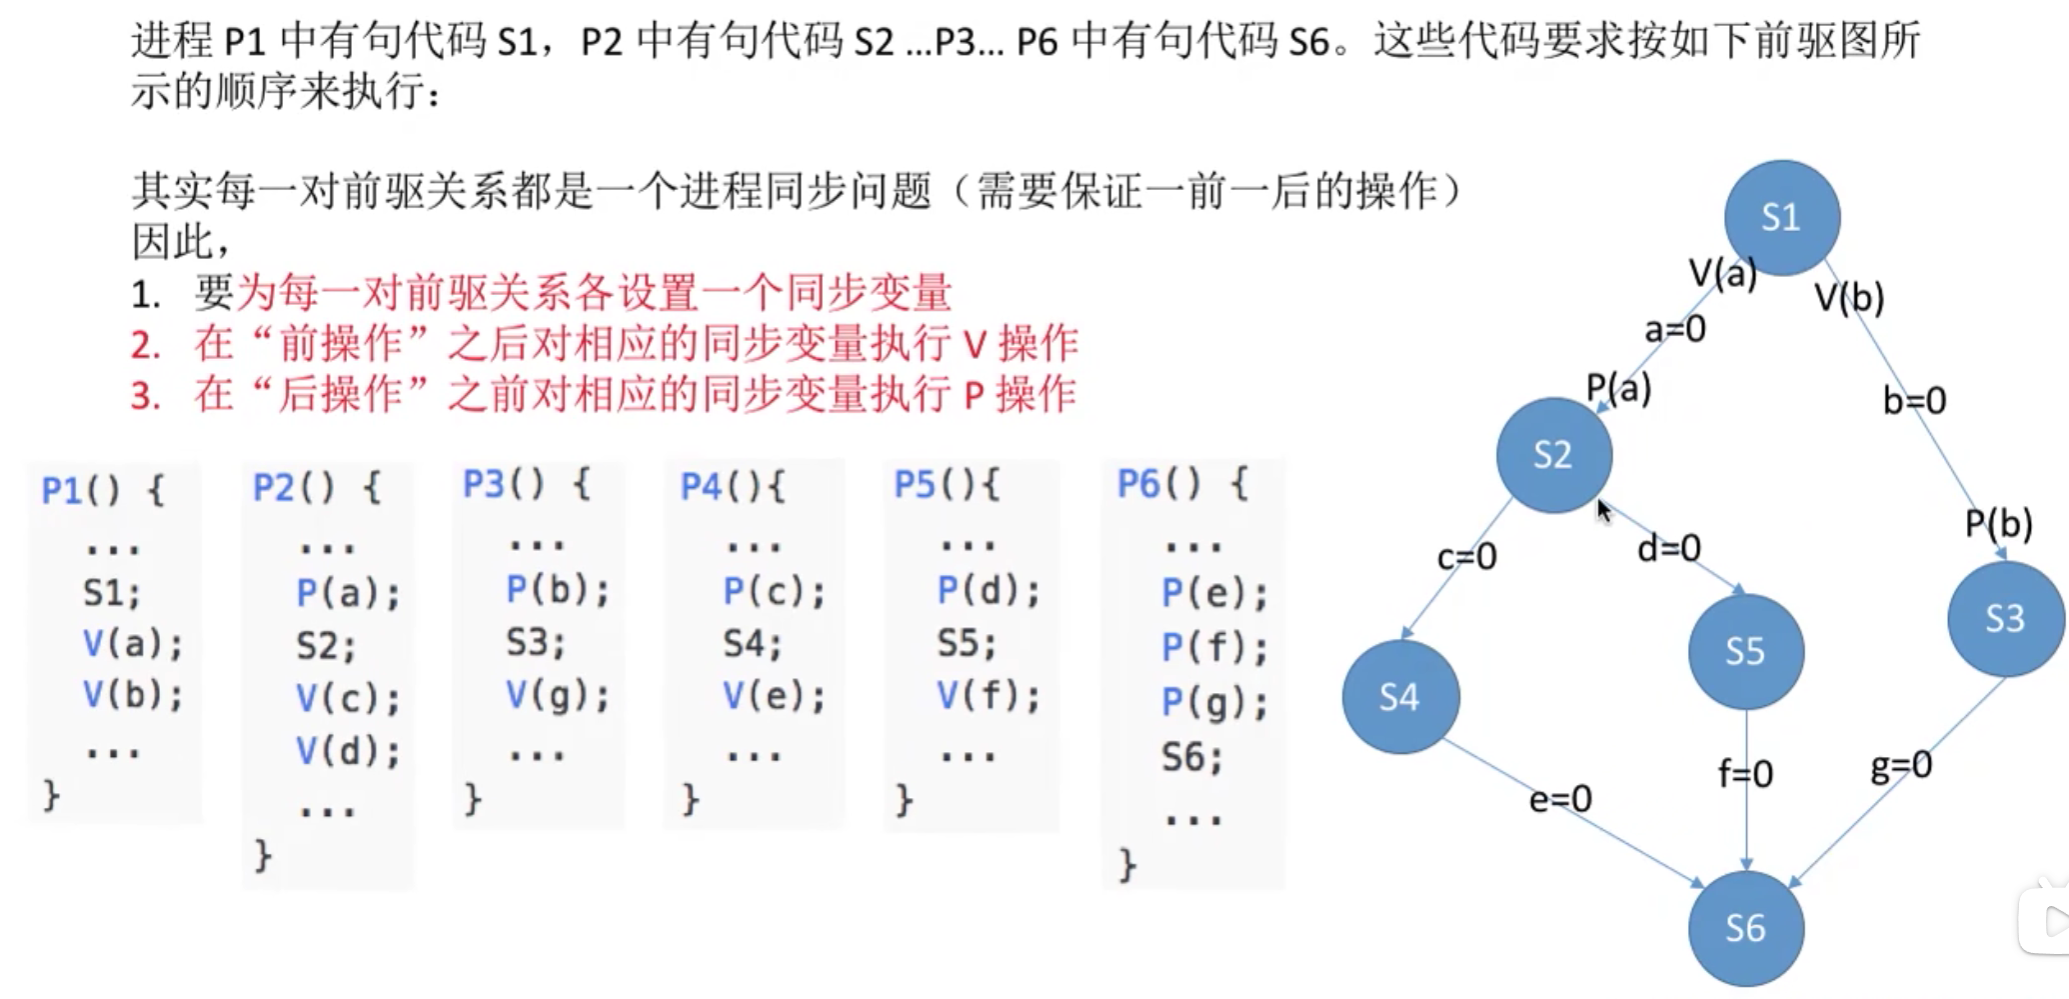 进程 P1 中有句代码 S1，P2 中有句代码 S2 ...P3... P6 中有句代码 S6。这些代码要求按如下前驱图所
示的顺序来执行：
其实每一对前驱关系都是一个进程同步问题（需要保证一前一后的操作）
因此，
1. 要为每一对前驱关系各设置一个同步变量
2. 在“前操作”之后对相应的同步变量执行 V 操作
3. 在“后操作”之前对相应的同步变量执行 P 操作
P1() {
...
S1;
V(a);
V(b);
...
}
P2() {
...
P(a);
S2;
V(c);
V(d);
...
}
P3() {
...
P(b);
S3;
V(g);
...
}
P4(){
...
P(c);
S4;
V(e);
...
}
P5(){
...
P(d);
S5;
V(f);
...
}
P6() {
...
P(e);
P(f);
P(g);
S6;
...
}
S1
V(a)
V(b)
a=0
P(a)
b=0
S2
P(b)
c=0
d=0
S3
S5
S4
f=0
g=0
e=0
S6